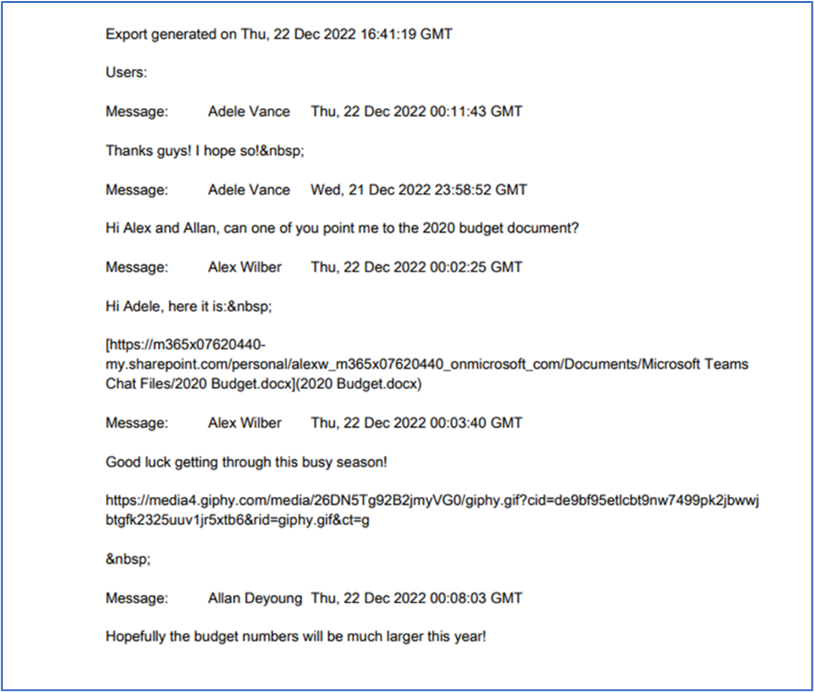 Export generated on Thu, 22 Dec 2022 16:41:19 GMT
Users:
Message: Adele Vance Thu, 22 Dec 2022 00:11:43 GMT
Thanks guys! I hope so!&nbsp;
Message: Adele Vance Wed, 21 Dec 2022 23:58:52 GMT
Hi Alex and Allan, can one of you point me to the 2020 budget document?
Message: Alex Wilber Thu, 22 Dec 2022 00:02:25 GMT
Hi Adele, here it is:&nbsp;
[https://m365x07620440-
my.sharepoint.com/personal/alexw_m365x07620440_onmicrosoft_com/Documents/Microsoft Teams
Chat Files/2020 Budget.docx](2020 Budget.docx)
Message: Alex Wilber Thu, 22 Dec 2022 00:03:40 GMT
Good luck getting through this busy season!
https://media4.giphy.com/media/26DN5Tg92B2jmyVG0/giphy.gif?cid=de9bf95etlcbt9nw7499pk2jbwwj
btgfk2325uuv1jr5xtb6&rid=giphy.gif&ct=g
&nbsp;
Message: Allan Deyoung Thu, 22 Dec 2022 00:08:03 GMT
Hopefully the budget numbers will be much larger this year!